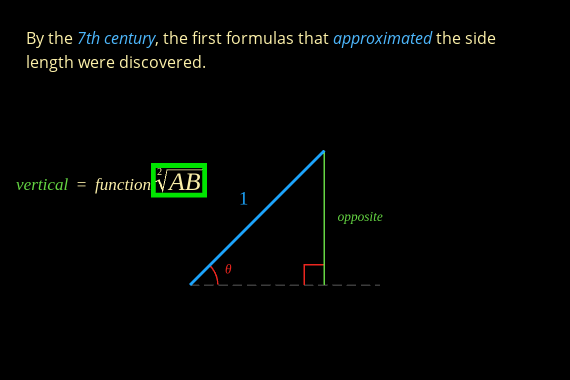 By the 7th century, the first formulas that approximated the side
length were discovered.
vertical = function \sqrt[2]{AB}
1
opposite
θ